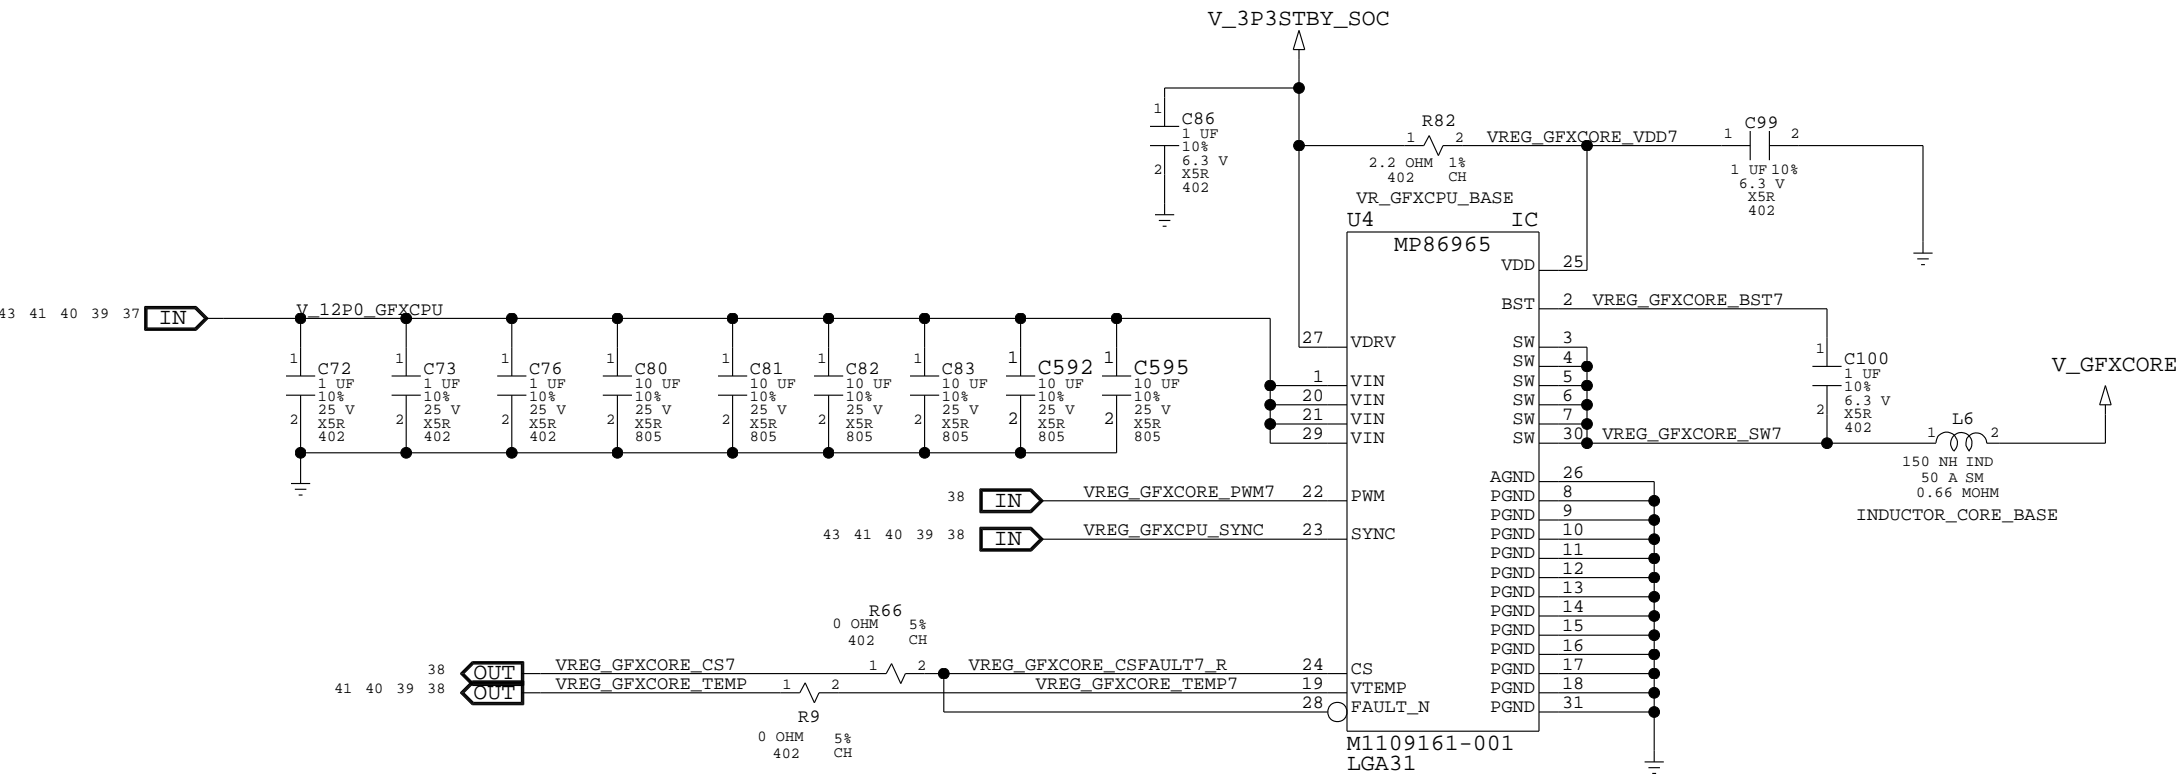 V_3P3STBY_SOC
1
C86
1 UF
10%
6.3 V
X5R
402
2
R82
1 2
2.2 OHM 1%
402 CH
VREG_GFXCORE_VDD7
C99
1 2
1 UF 10%
6.3 V
X5R
402
VR_GFXCPU_BASE
U4 IC
MP86965
VDD 25
BST 2 VREG_GFXCORE_BST7
43 41 40 39 37 IN V_12P0_GFXCPU
27 VDRV
1 VIN
20 VIN
21 VIN
29 VIN
SW 3
SW 4
SW 5
SW 6
SW 7
SW 30 VREG_GFXCORE_SW7
1
C72
1 UF
10%
25 V
X5R
402
2
1
C73
1 UF
10%
25 V
X5R
402
2
1
C76
1 UF
10%
25 V
X5R
402
2
1
C80
10 UF
10%
25 V
X5R
805
2
1
C81
10 UF
10%
25 V
X5R
805
2
1
C82
10 UF
10%
25 V
X5R
805
2
1
C83
10 UF
10%
25 V
X5R
805
2
1
C592
10 UF
10%
25 V
X5R
805
2
1
C595
10 UF
10%
25 V
X5R
805
2
1
C100
1 UF
10%
6.3 V
X5R
402
2
V_GFXCORE
L6
1 2
150 NH IND
50 A SM
0.66 MOHM
INDUCTOR_CORE_BASE
38 IN VREG_GFXCORE_PWM7 22 PWM
43 41 40 39 38 IN VREG_GFXCPU_SYNC 23 SYNC
AGND 26
PGND 8
PGND 9
PGND 10
PGND 11
PGND 12
PGND 13
PGND 14
PGND 15
PGND 16
PGND 17
PGND 18
PGND 31
R66
0 OHM 5%
402 CH
38 OUT VREG_GFXCORE_CS7 1 2 VREG_GFXCORE_CSFAULT7_R 24 CS
41 40 39 38 OUT VREG_GFXCORE_TEMP 1 2 VREG_GFXCORE_TEMP7 19 VTEMP
28 FAULT_N
R9
0 OHM 5%
402 CH
M1109161-001
LGA31